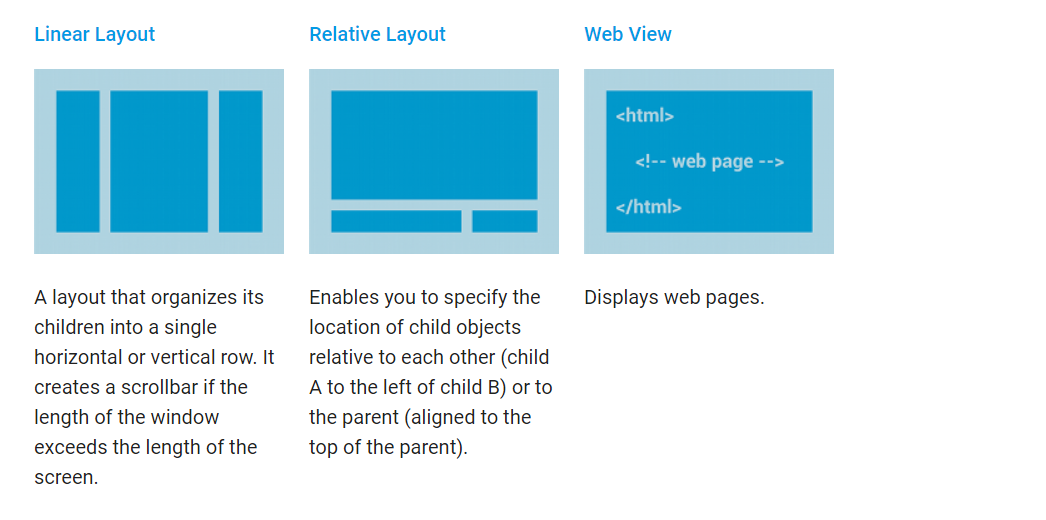 Linear Layout
A layout that organizes its
children into a single
horizontal or vertical row. It
creates a scrollbar if the
length of the window
exceeds the length of the
screen.
Relative Layout
Enables you to specify the
location of child objects
relative to each other (child
A to the left of child B) or to
the parent (aligned to the
top of the parent).
Web View
<html>
<!-- web page -->
</html>
Displays web pages.